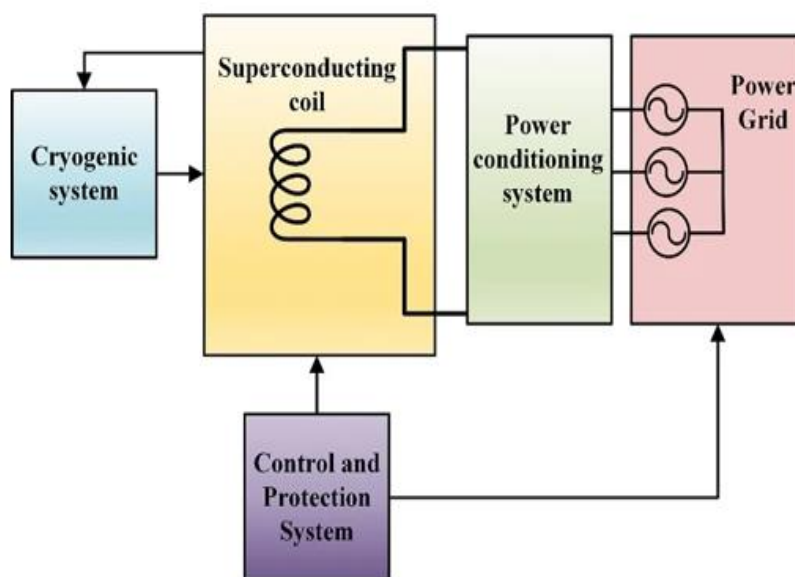 Superconducting
coil
Cryogenic
system
Power
conditioning
system
Power
Grid
Control and
Protection
System